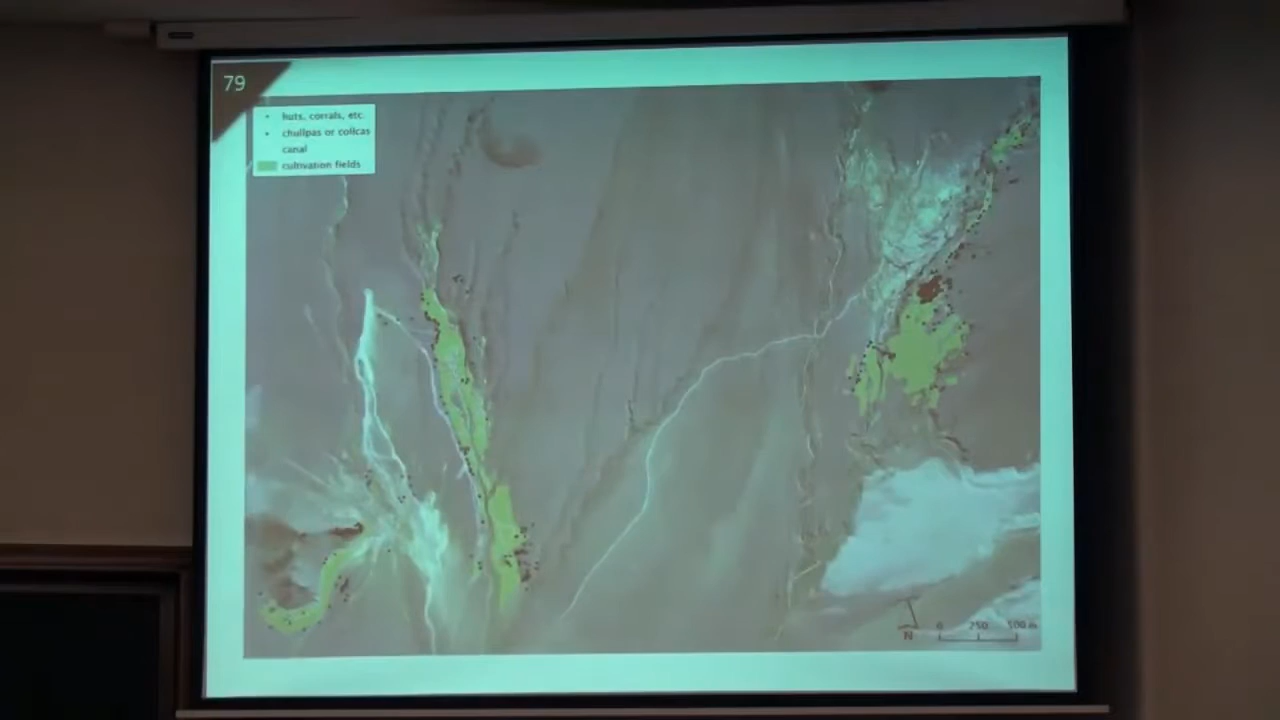 79
huts, corrals, etc.
chullpas or collcas
canal
cultivation fields
N
0 250 500 m